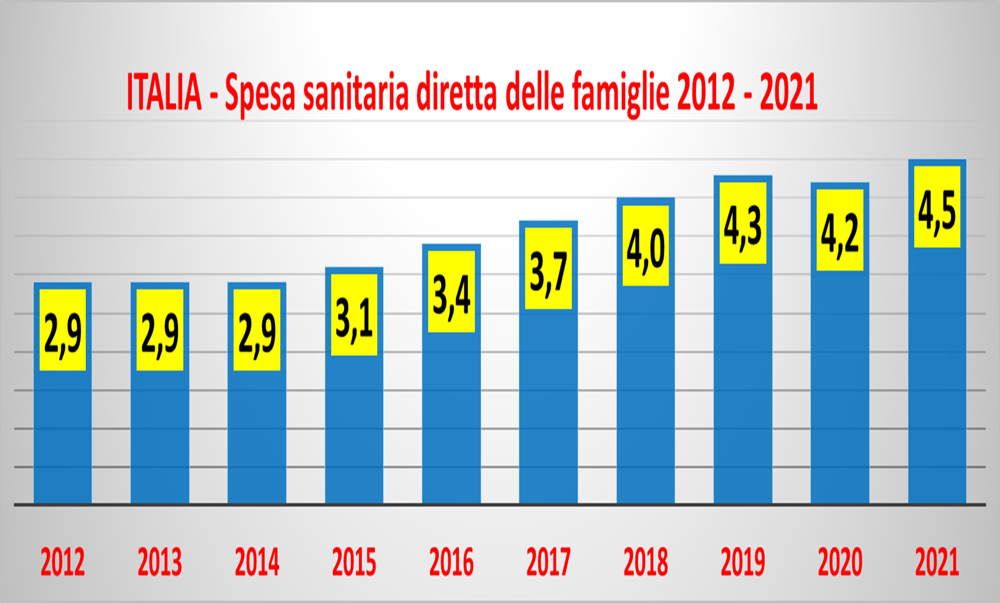 ITALIA - Spesa sanitaria diretta delle famiglie 2012 - 2021
2,9 2,9 2,9 3,1 3,4 3,7 4,0 4,3 4,2 4,5
2012 2013 2014 2015 2016 2017 2018 2019 2020 2021